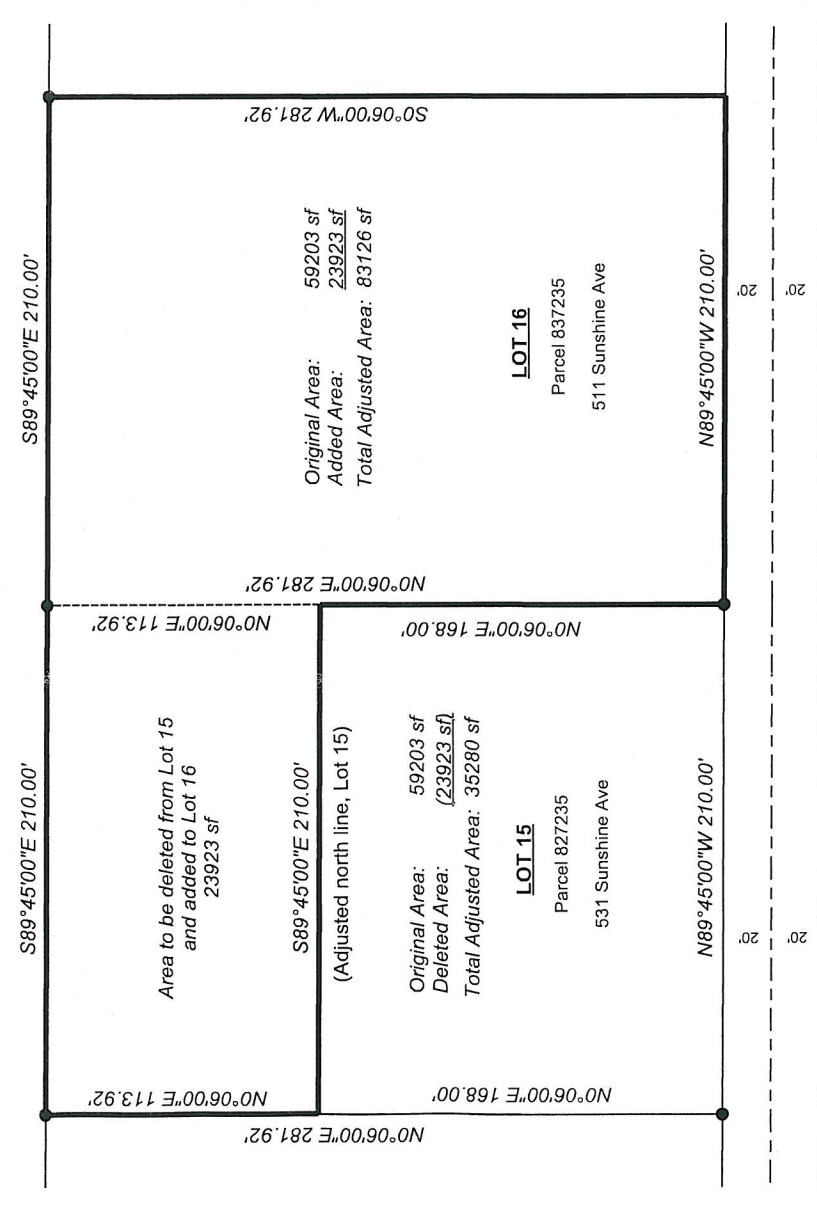 S89°45'00"E 210.00'
S89°45'00"E 210.00'
N0°06'00"E 281.92'
N0°06'00"E 113.92'
Area to be deleted from Lot 15
and added to Lot 16
23923 sf
N0°06'00"E 113.92'
N0°06'00"E 281.92'
S0°06'00"W 281.92'
S89°45'00"E 210.00'
(Adjusted north line, Lot 15)
N0°06'00"E 168.00'
Original Area: 59203 sf
Deleted Area: (23923 sf)
Total Adjusted Area: 35280 sf
LOT 15
Parcel 827235
531 Sunshine Ave
N0°06'00"E 168.00'
N89°45'00"W 210.00'
Original Area: 59203 sf
Added Area: 23923 sf
Total Adjusted Area: 83126 sf
LOT 16
Parcel 837235
511 Sunshine Ave
N89°45'00"W 210.00'
20'
20'
20'
20'